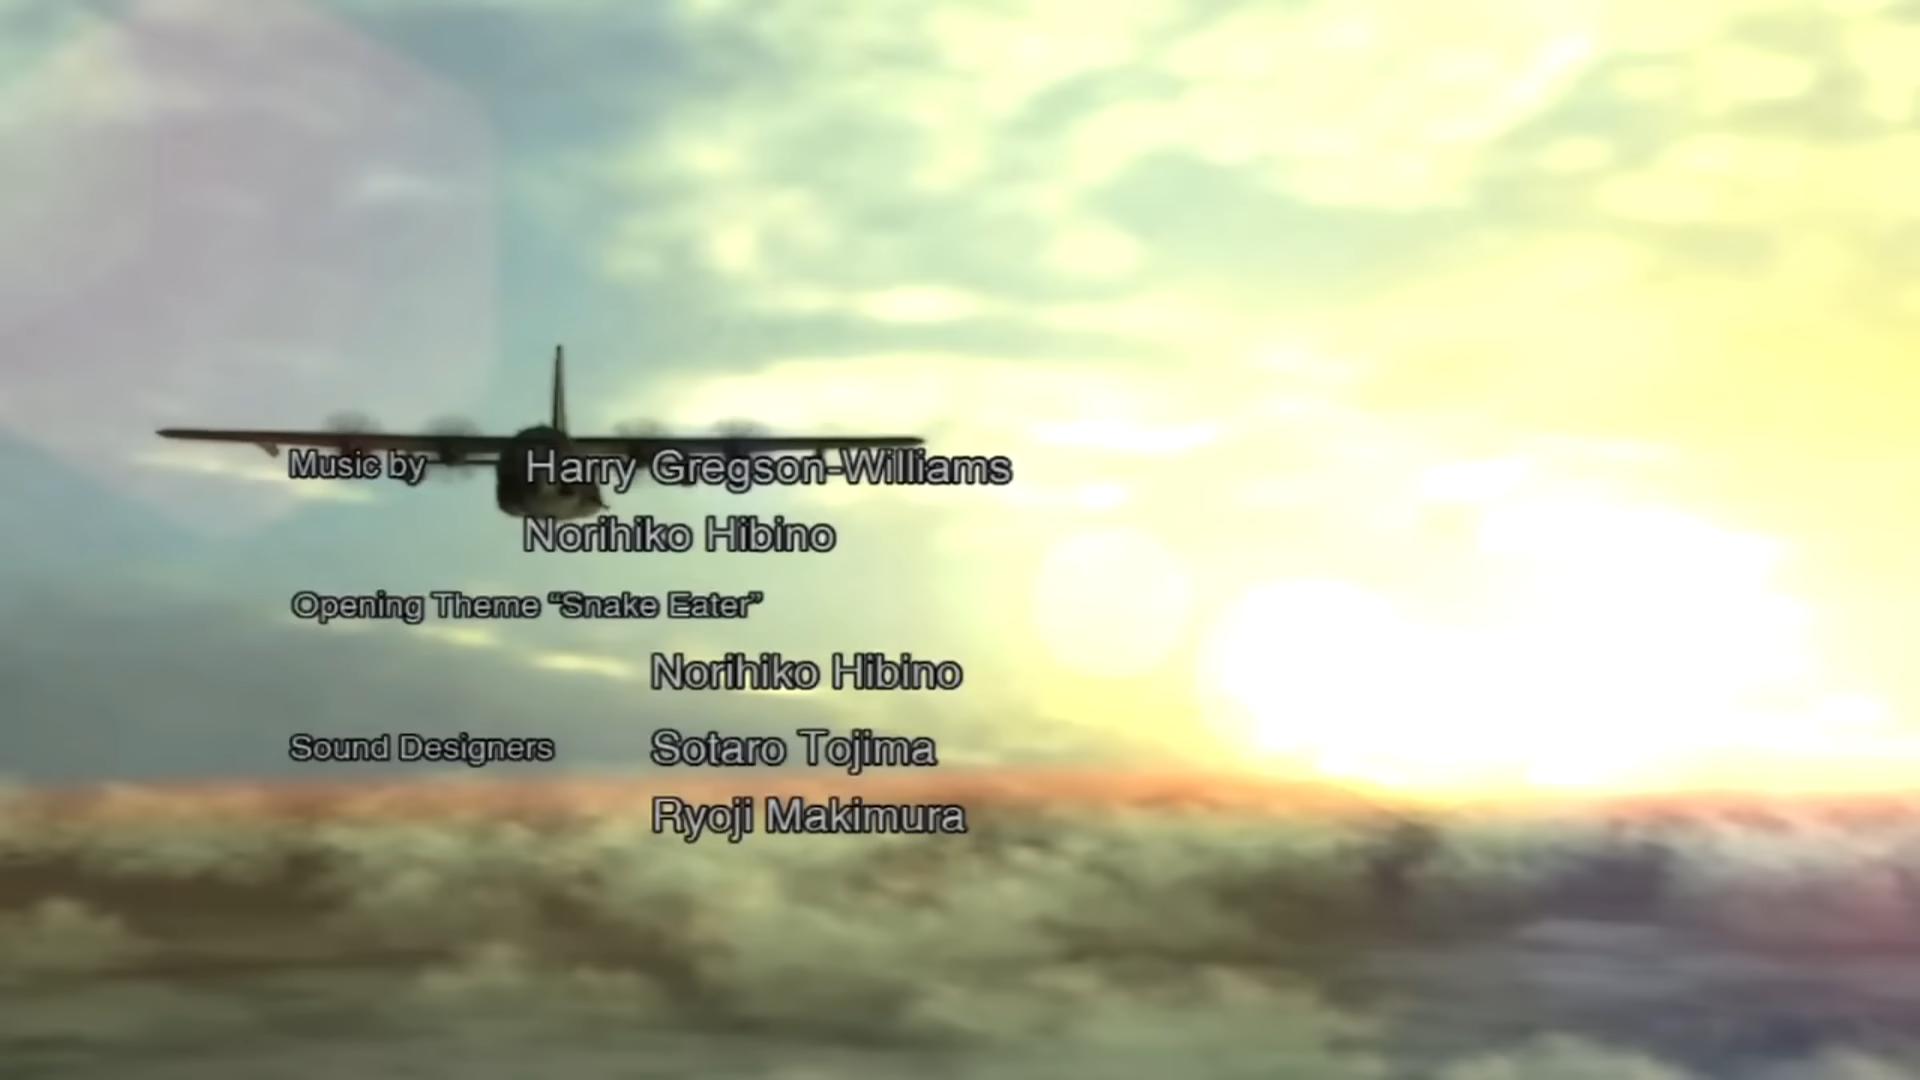 Music by Harry Gregson-Williams
Norihiko Hibino
Opening Theme “Snake Eater”
Norihiko Hibino
Sound Designers Sotaro Tojima
Ryoji Makimura